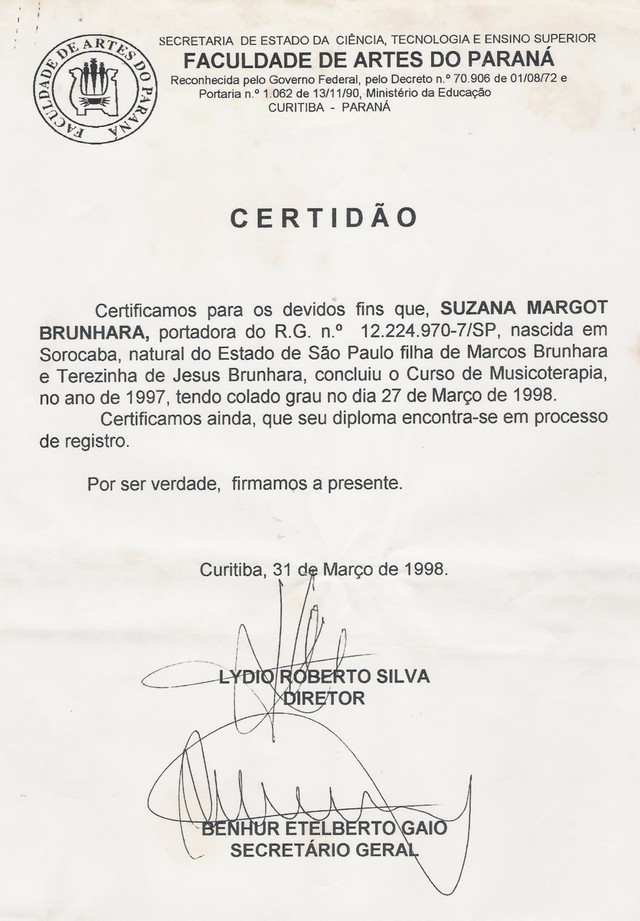 FACULDADE DE ARTES DO PARANÁ
SECRETARIA DE ESTADO DA CIÊNCIA, TECNOLOGIA E ENSINO SUPERIOR
FACULDADE DE ARTES DO PARANÁ
Reconhecida pelo Governo Federal, pelo Decreto n.º 70.906 de 01/08/72 e
Portaria n.º 1.062 de 13/11/90, Ministério da Educação
CURITIBA - PARANÁ
CERTIDÃO
Certificamos para os devidos fins que, SUZANA MARGOT
BRUNHARA, portadora do R.G. n.º 12.224.970-7/SP, nascida em
Sorocaba, natural do Estado de São Paulo filha de Marcos Brunhara
e Terezinha de Jesus Brunhara, concluiu o Curso de Musicoterapia,
no ano de 1997, tendo colado grau no dia 27 de Março de 1998.
Certificamos ainda, que seu diploma encontra-se em processo
de registro.
Por ser verdade, firmamos a presente.
Curitiba, 31 de Março de 1998.
LYDIO ROBERTO SILVA
DIRETOR
BENHUR ETELBERTO GAIO
SECRETÁRIO GERAL